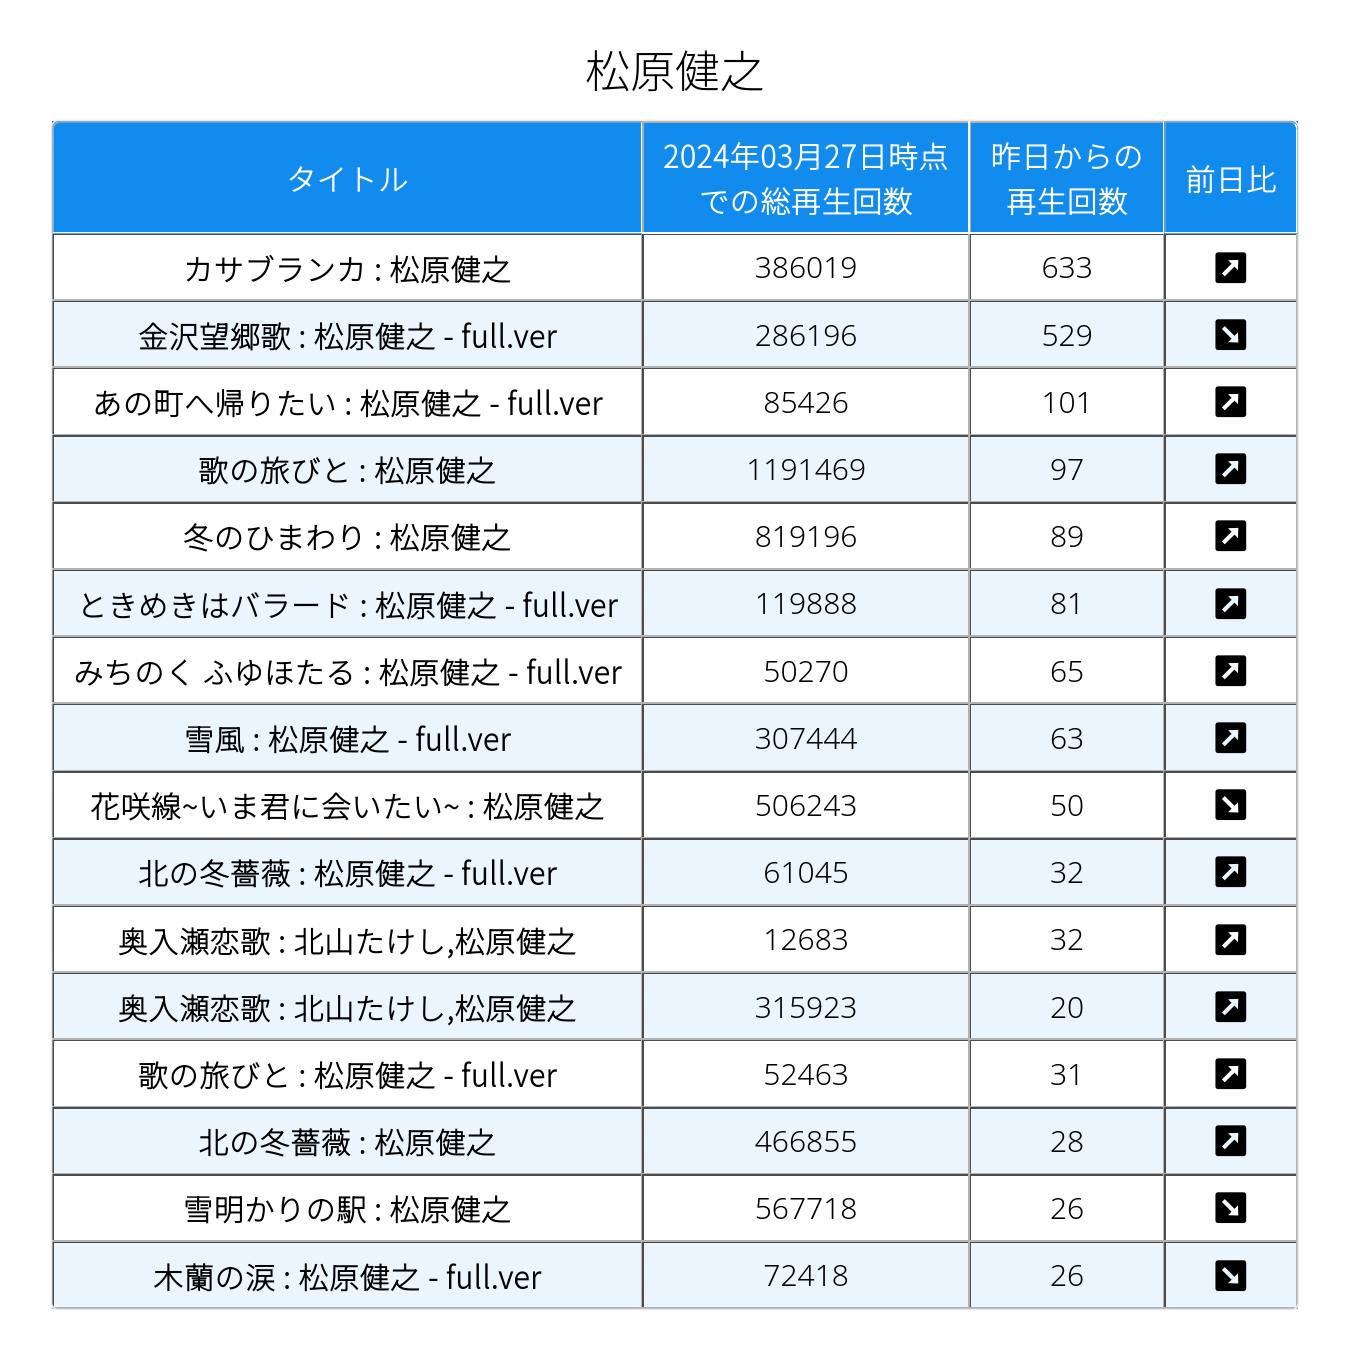 松原健之
タイトル 2024年03月27日時点での総再生回数 昨日からの再生回数 前日比
カサブランカ : 松原健之 386019 633
金沢望郷歌 : 松原健之 - full.ver 286196 529
あの町へ帰りたい : 松原健之 - full.ver 85426 101
歌の旅びと : 松原健之 1191469 97
冬のひまわり : 松原健之 819196 89
ときめきはバラード : 松原健之 - full.ver 119888 81
みちのく ふゆほたる : 松原健之 - full.ver 50270 65
雪風 : 松原健之 - full.ver 307444 63
花咲線~いま君に会いたい~ : 松原健之 506243 50
北の冬薔薇 : 松原健之 - full.ver 61045 32
奥入瀬恋歌 : 北山たけし,松原健之 12683 32
奥入瀬恋歌 : 北山たけし,松原健之 315923 20
歌の旅びと : 松原健之 - full.ver 52463 31
北の冬薔薇 : 松原健之 466855 28
雪明かりの駅 : 松原健之 567718 26
木蘭の涙 : 松原健之 - full.ver 72418 26